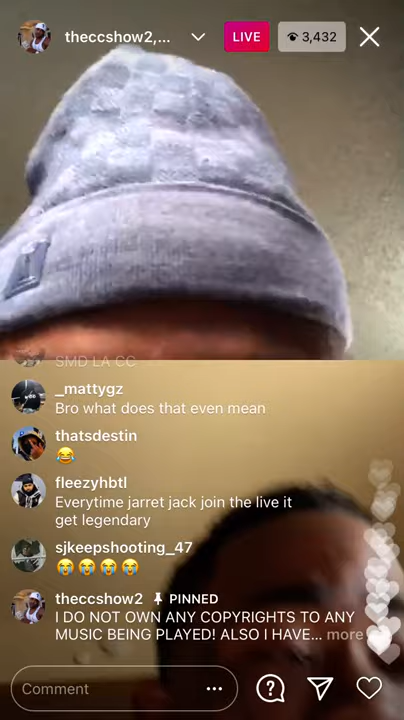 theccshow2,...
LIVE
3,432
SMD LA CC
_mattygz
Bro what does that even mean
thatsdestin
😂
fleezyhbtl
Everytime jarret jack join the live it
get legendary
sjkeepshooting_47
😭😭😭😭
theccshow2 📌 PINNED
I DO NOT OWN ANY COPYRIGHTS TO ANY
MUSIC BEING PLAYED! ALSO I HAVE... more
Comment